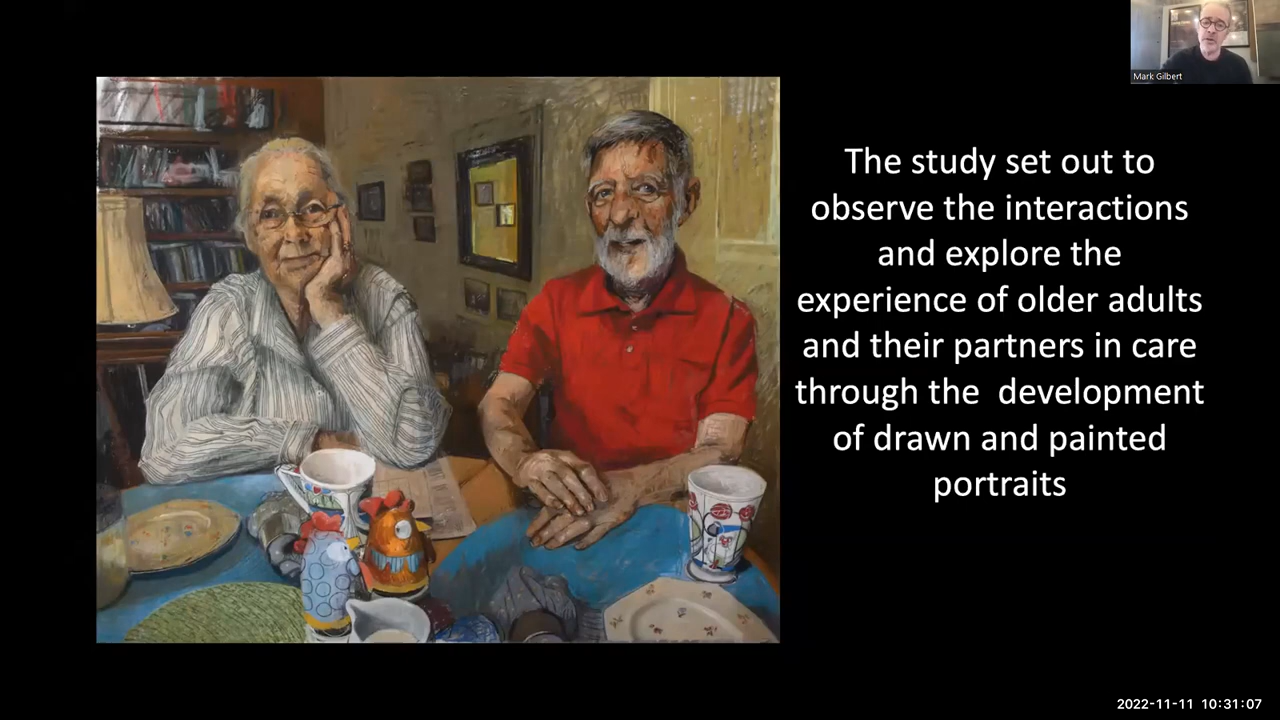 Mark Gilbert
The study set out to
observe the interactions
and explore the
experience of older adults
and their partners in care
through the  development
of drawn and painted
portraits
2022-11-11 10:31:07